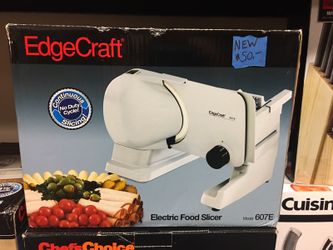 EdgeCraft®
NEW
$50.-
Continuous
No Duty Cycle!
Slicing!
EdgeCraft
Electric Food Slicer
Model 607E
Chef'sChoice
Cuisin